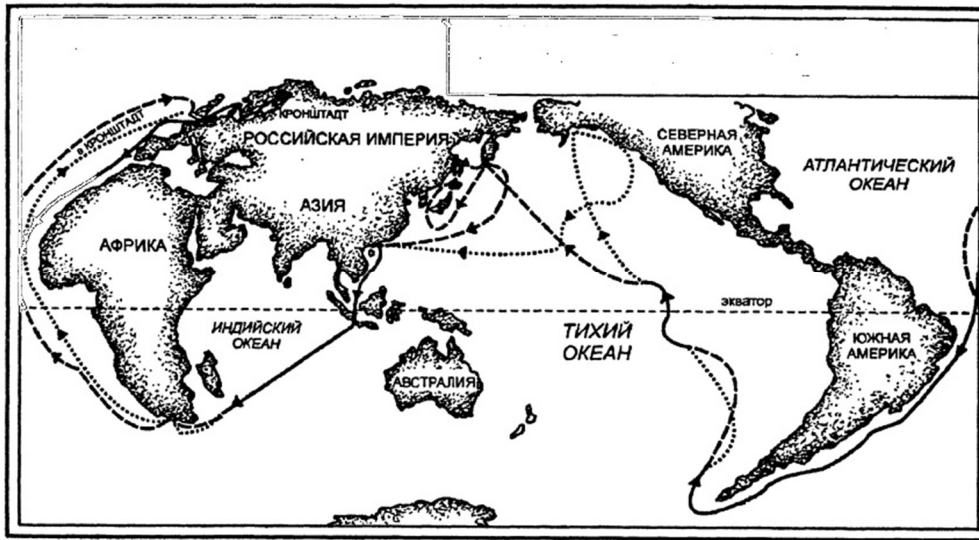 КРОНШТАДТ
КРОНШТАДТ
РОССИЙСКАЯ ИМПЕРИЯ
СЕВЕРНАЯ
АМЕРИКА
АТЛАНТИЧЕСКИЙ
ОКЕАН
АЗИЯ
АФРИКА
экватор
ИНДИЙСКИЙ
ОКЕАН
ТИХИЙ
ОКЕАН
ЮЖНАЯ
АМЕРИКА
АВСТРАЛИЯ